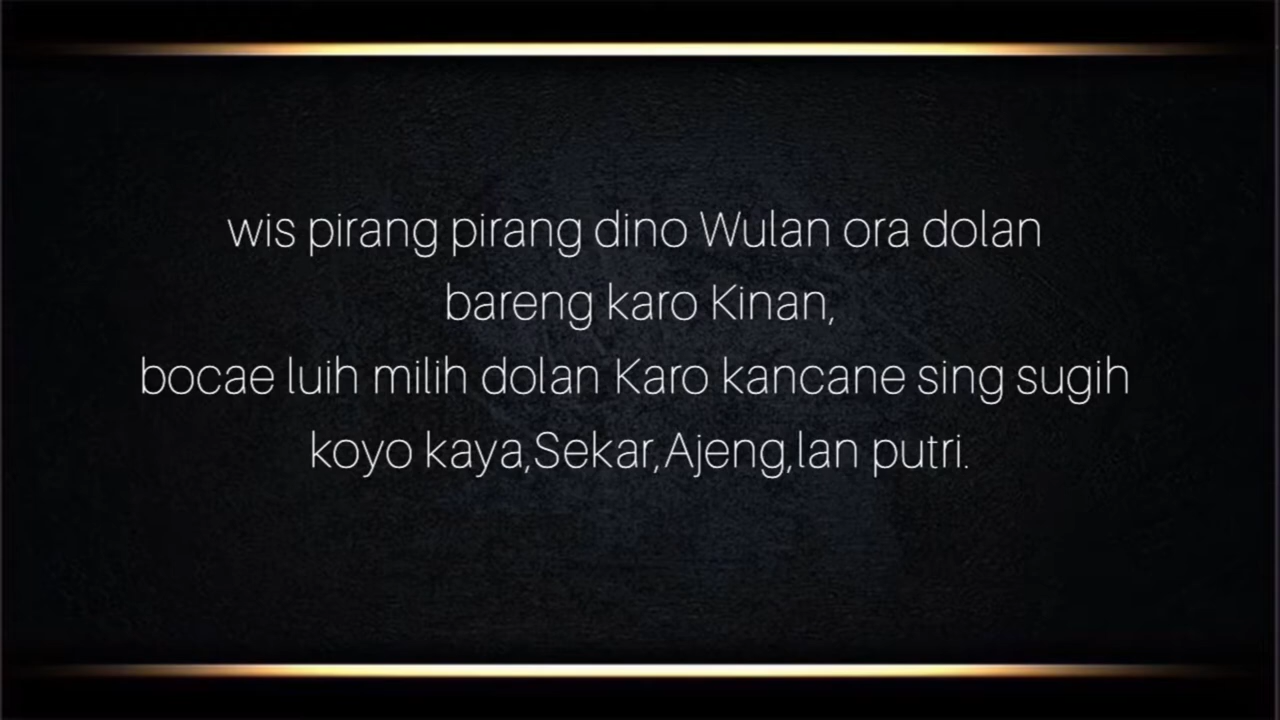 wis pirang pirang dino Wulan ora dolan
bareng karo Kinan,
bocae luih milih dolan Karo kancane sing sugih
koyo kaya,Sekar,Ajeng,lan putri.